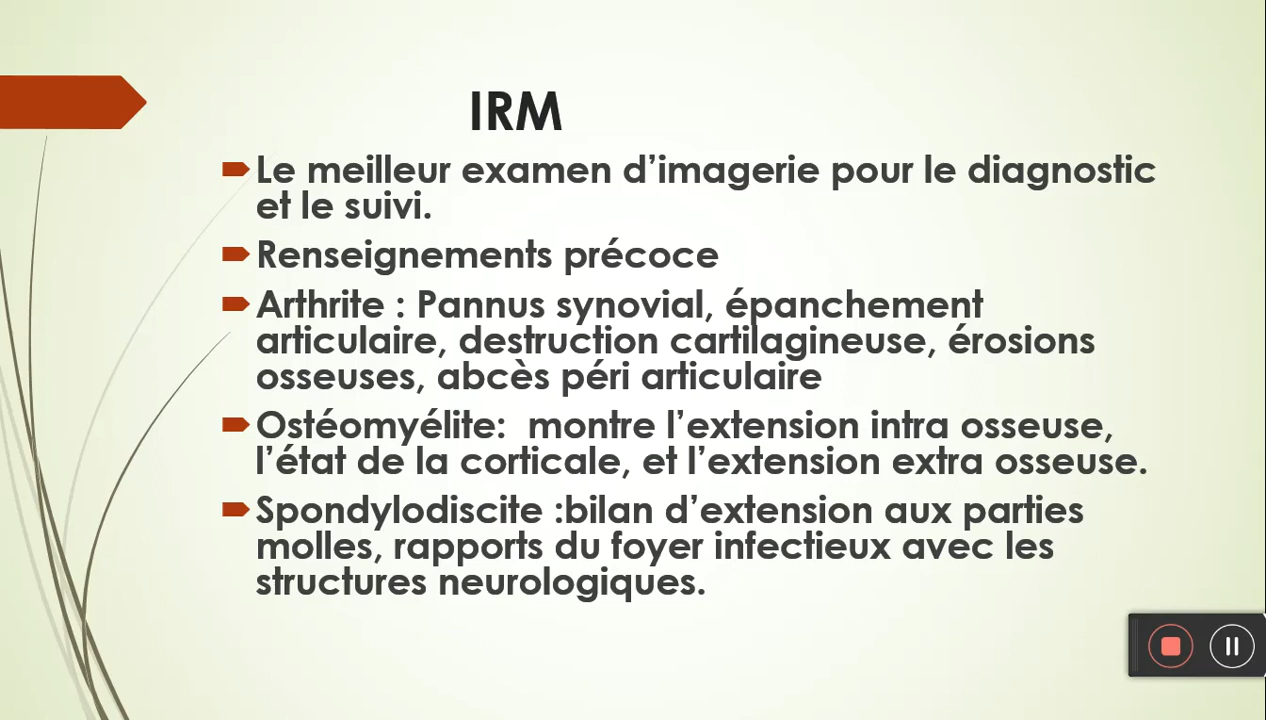 IRM
Le meilleur examen d’imagerie pour le diagnostic
et le suivi.
Renseignements précoce
Arthrite : Pannus synovial, épanchement
articulaire, destruction cartilagineuse, érosions
osseuses, abcès péri articulaire
Ostéomyélite:  montre l’extension intra osseuse,
l’état de la corticale, et l’extension extra osseuse.
Spondylodiscite :bilan d’extension aux parties
molles, rapports du foyer infectieux avec les
structures neurologiques.